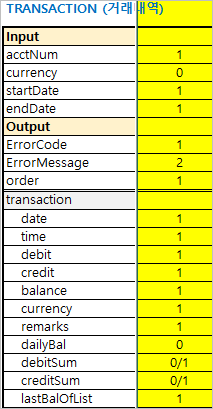 TRANSACTION (거래내역)
Input
acctNum 1
currency 0
startDate 1
endDate 1
Output
ErrorCode 1
ErrorMessage 2
order 1
transaction
date 1
time 1
debit 1
credit 1
balance 1
currency 1
remarks 1
dailyBal 0
debitSum 0/1
creditSum 0/1
lastBalOfList 1